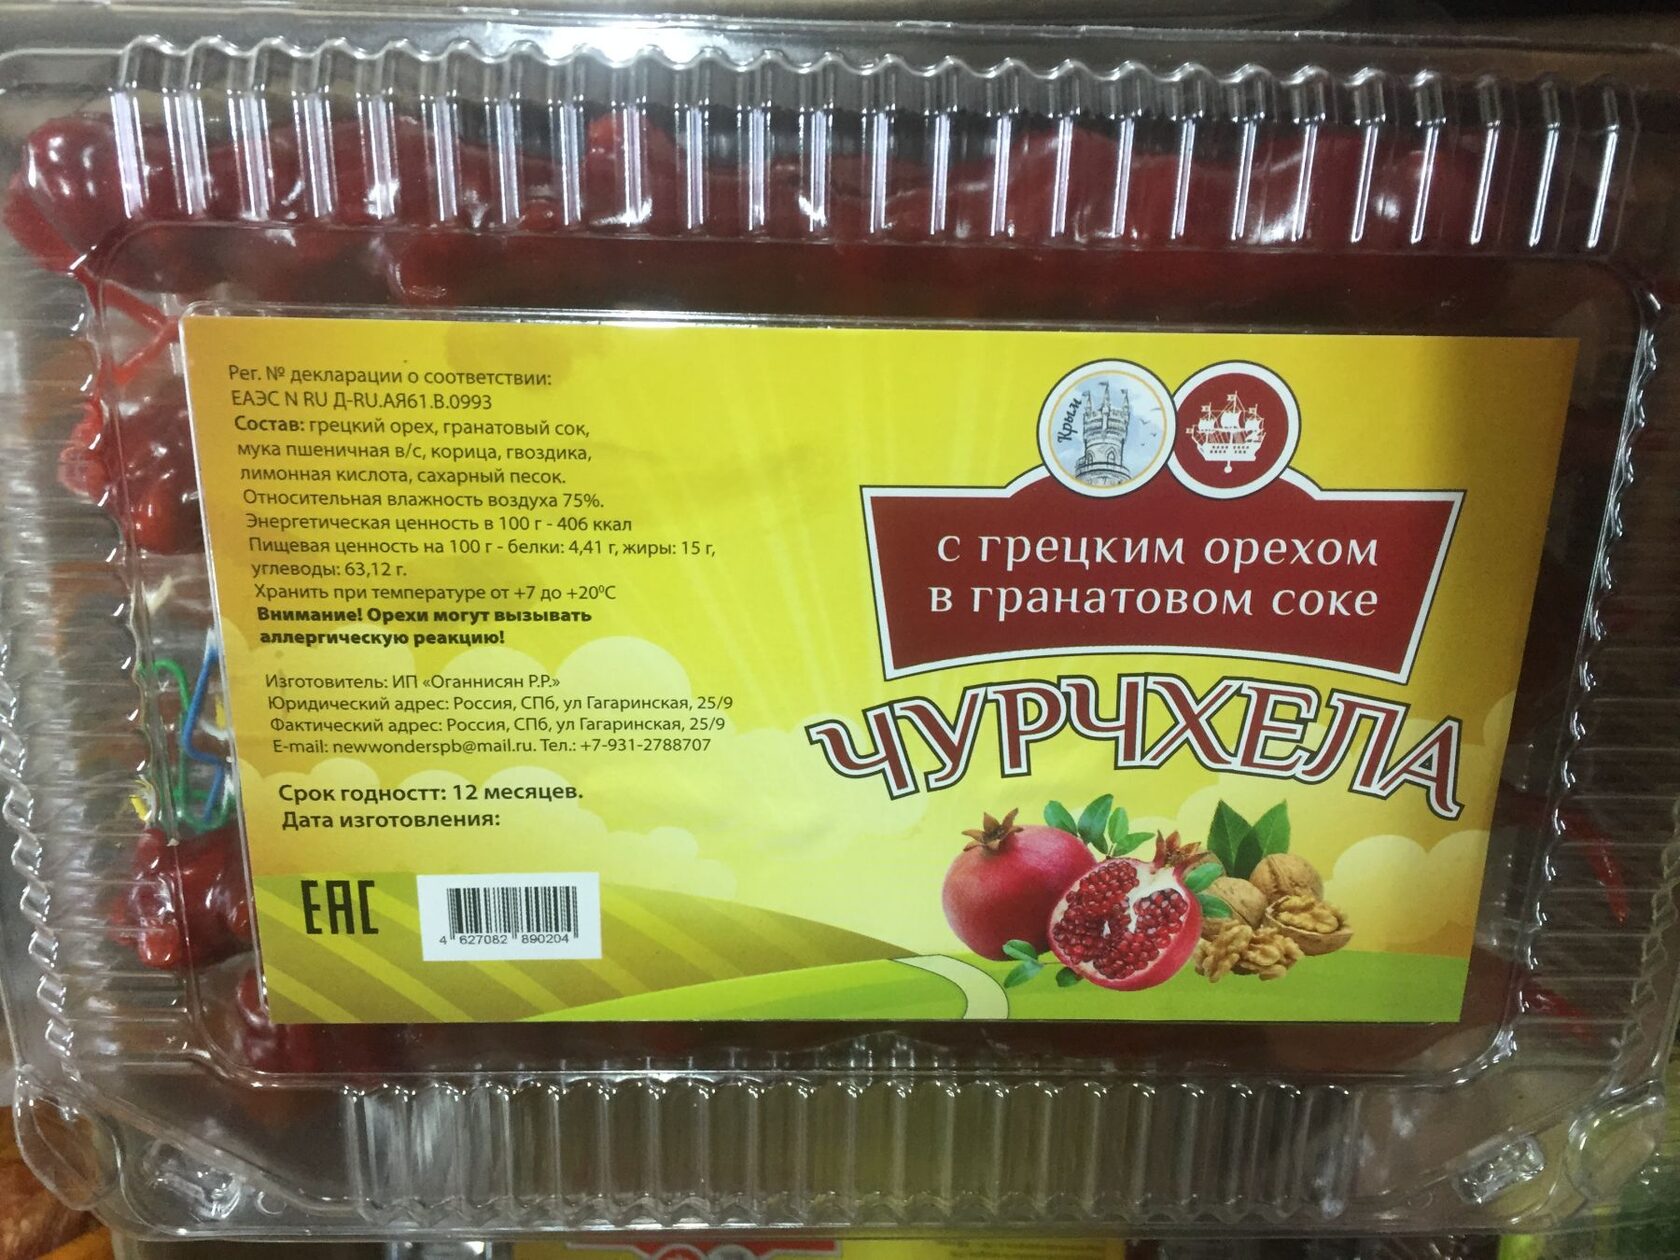 Рег. № декларации о соответствии:
ЕАЭС N RU Д-RU.АЯ61.В.0993
Состав: грецкий орех, гранатовый сок,
мука пшеничная в/с, корица, гвоздика,
лимонная кислота, сахарный песок.
Относительная влажность воздуха 75%.
Энергетическая ценность в 100 г - 406 ккал
Пищевая ценность на 100 г - белки: 4,41 г, жиры: 15 г,
углеводы: 63,12 г.
Хранить при температуре от +7 до +20⁰С
Внимание! Орехи могут вызывать
аллергическую реакцию!
Изготовитель: ИП «Оганнисян Р.Р.»
Юридический адрес: Россия, СПб, ул Гагаринская, 25/9
Фактический адрес: Россия, СПб, ул Гагаринская, 25/9
E-mail: newwonderspb@mail.ru. Тел.: +7-931-2788707
Срок годностт: 12 месяцев.
Дата изготовления:
ЕАС
4 627082 890204
Крым
с грецким орехом
в гранатовом соке
ЧУРЧХЕЛА